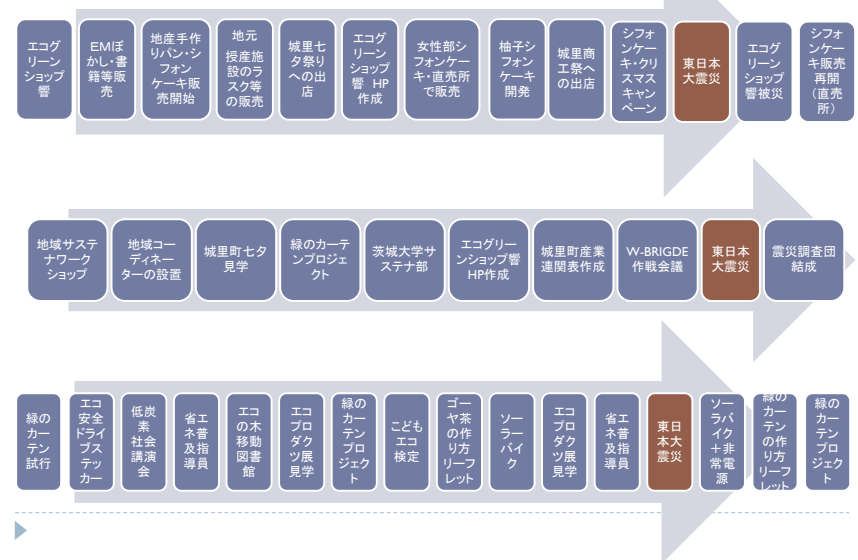 エコグ
リーン
ショップ
響
EMぼ
かし・書
籍等販
売
地産手作
りパン・シ
フォン
ケーキ販
売開始
地元
授産施
設のラ
スク等
の販売
城里七
夕祭り
への出
店
エコグ
リーン
ショップ
響 HP
作成
女性部シ
フォンケー
キ・直売所
で販売
柚子シ
フォン
ケーキ
開発
城里商
工祭へ
の出店
シフォ
ンケー
キ・クリ
スマス
キャン
ペーン
東日本
大震災
エコグ
リーン
ショップ
響被災
シフォ
ンケー
キ販売
再開
（直売
所）
地域サステ
ナワーク
ショップ
地域コー
ディネー
ターの設置
城里町七夕
見学
緑のカーテ
ンプロジェ
クト
茨城大学サ
ステナ部
エコグリー
ンショップ響
HP作成
城里町産業
連関表作成
W-BRIGDE
作戦会議
東日本
大震災
震災調査団
結成
緑の
カー
テン
試行
エコ
安全
ドライ
ブス
テッ
カー
低炭
素
社会
講演
会
省エ
ネ普
及指
導員
エコ
の木
移動
図書
館
エコ
プロ
ダク
ツ展
見学
緑の
カー
テン
プロ
ジェク
ト
こども
エコ
検定
ゴー
ヤ茶
の作
り方
リーフ
レット
ソー
ラー
バイ
ク
エコ
プロ
ダク
ツ展
見学
省エ
ネ普
及指
導員
東日
本大
震災
ソー
ラバ
イク
＋非
常電
源
緑の
カー
テン
の作
り方
リーフ
レット
緑の
カー
テン
プロ
ジェク
ト